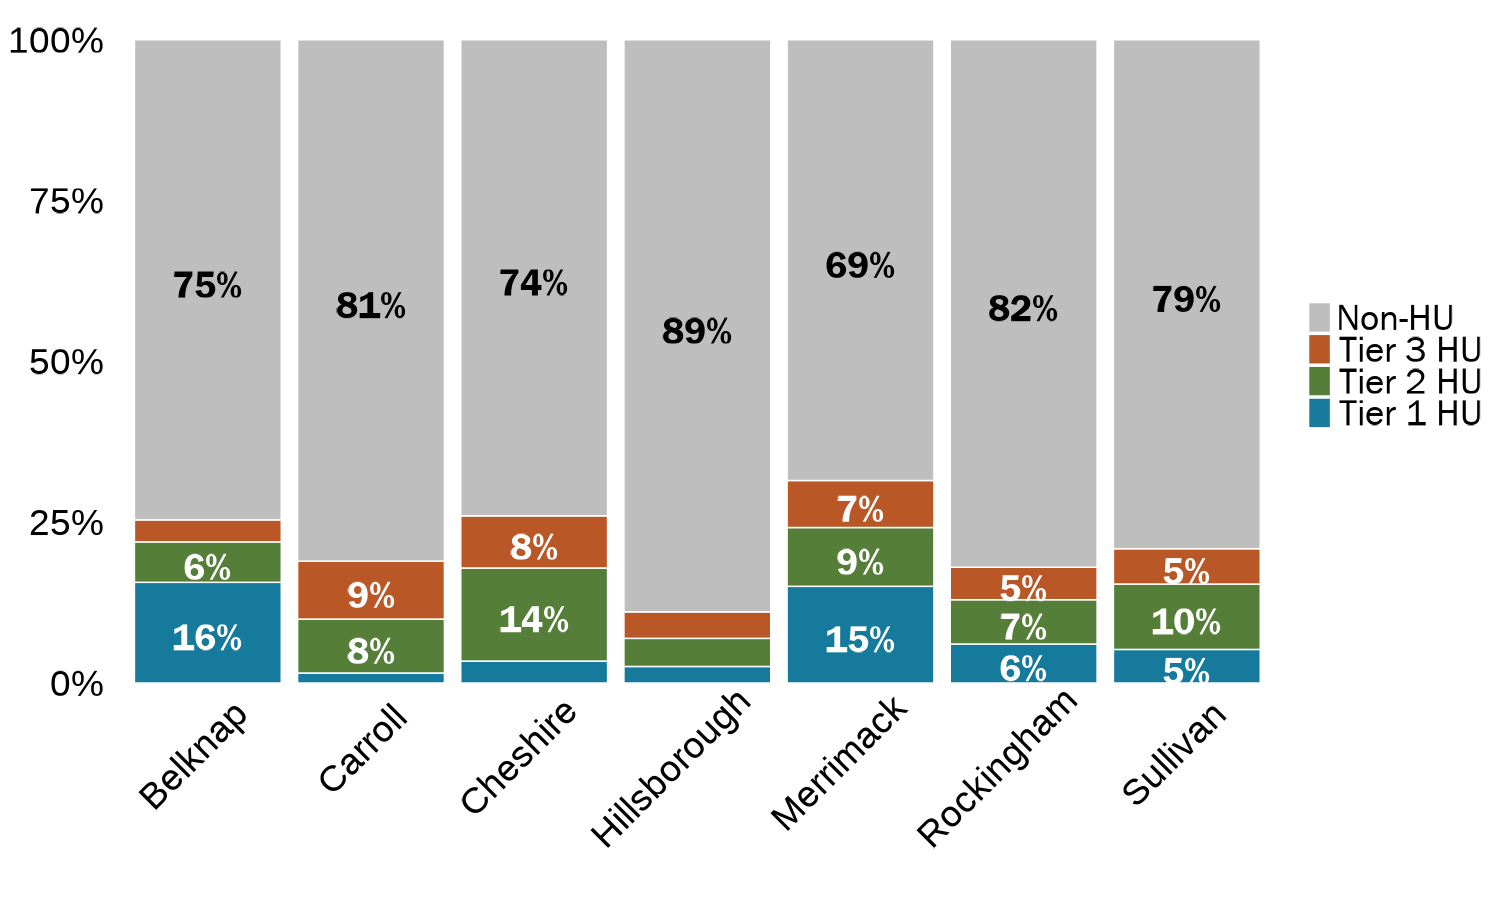 100%
75%
50%
25%
0%
75%
6%
16%
81%
9%
8%
74%
8%
14%
89%
69%
7%
9%
15%
82%
5%
7%
6%
79%
5%
10%
5%
Belknap
Carroll
Cheshire
Hillsborough
Merrimack
Rockingham
Sullivan
Non-HU
Tier 3 HU
Tier 2 HU
Tier 1 HU